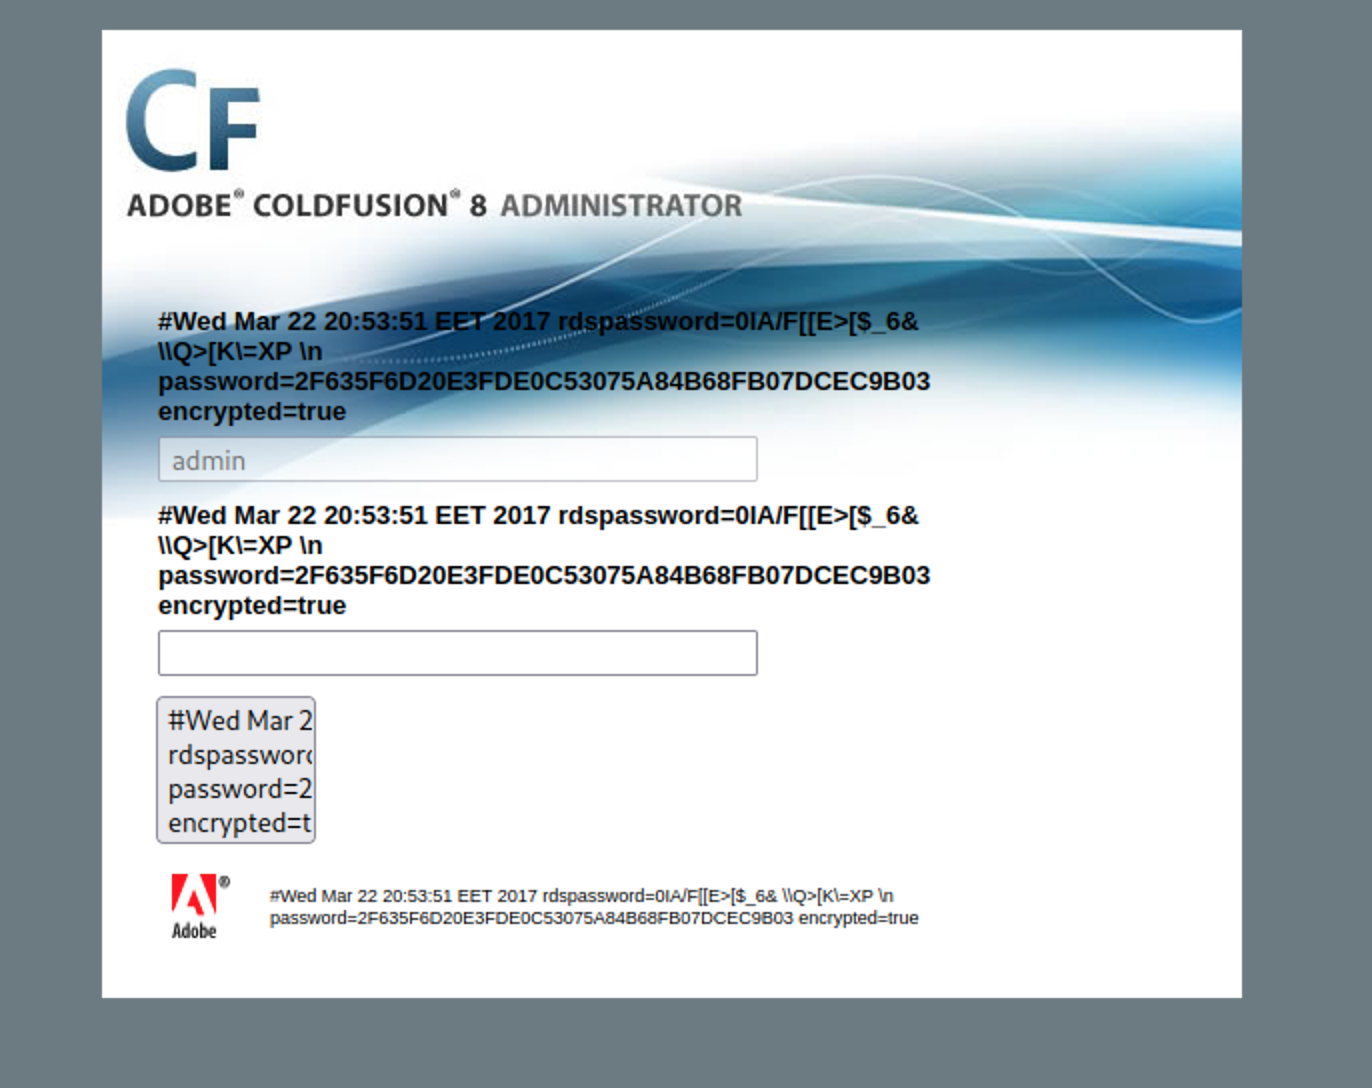 CF
ADOBE® COLDFUSION® 8 ADMINISTRATOR
#Wed Mar 22 20:53:51 EET 2017 rdspassword=0IA/F[[E>[$_6&
\\Q>[K\=XP \n
password=2F635F6D20E3FDE0C53075A84B68FB07DCEC9B03
encrypted=true
admin
#Wed Mar 22 20:53:51 EET 2017 rdspassword=0IA/F[[E>[$_6&
\\Q>[K\=XP \n
password=2F635F6D20E3FDE0C53075A84B68FB07DCEC9B03
encrypted=true
#Wed Mar 2
rdspassword
password=2
encrypted=t
Adobe®
#Wed Mar 22 20:53:51 EET 2017 rdspassword=0IA/F[[E>[$_6& \\Q>[K\=XP \n
password=2F635F6D20E3FDE0C53075A84B68FB07DCEC9B03 encrypted=true